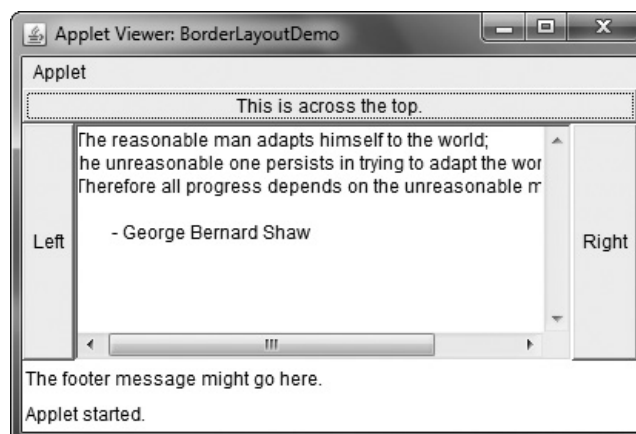 Applet Viewer: BorderLayoutDemo
Applet
This is across the top.
The reasonable man adapts himself to the world;
he unreasonable one persists in trying to adapt the wor
Therefore all progress depends on the unreasonable m
- George Bernard Shaw
Left
Right
The footer message might go here.
Applet started.